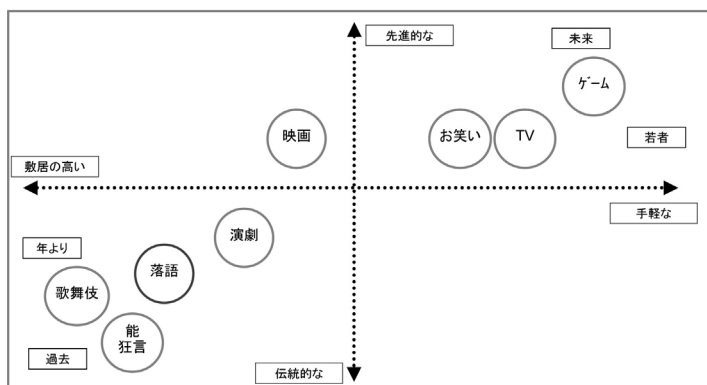 先進的な
未来
ゲーム
映画
お笑い
TV
若者
敷居の高い
手軽な
演劇
年より
落語
歌舞伎
能
狂言
過去
伝統的な